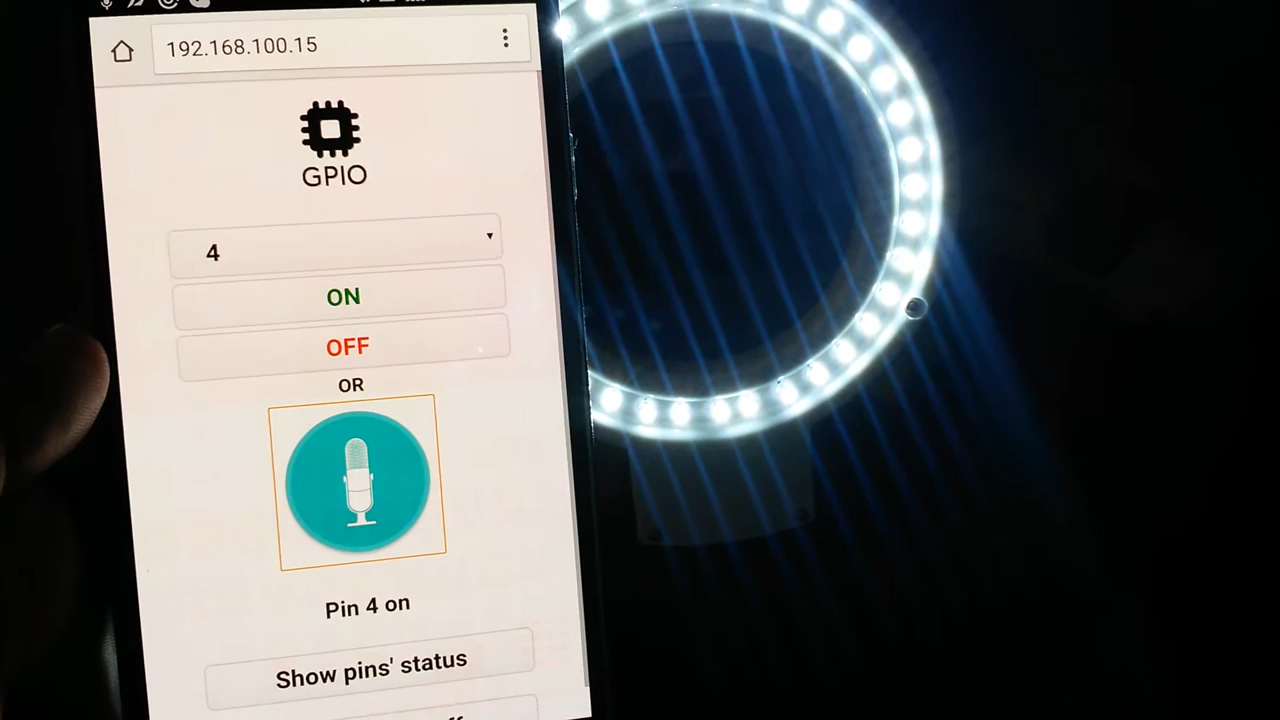 192.168.100.15
GPIO
4
ON
OFF
OR
Pin 4 on
Show pins' status